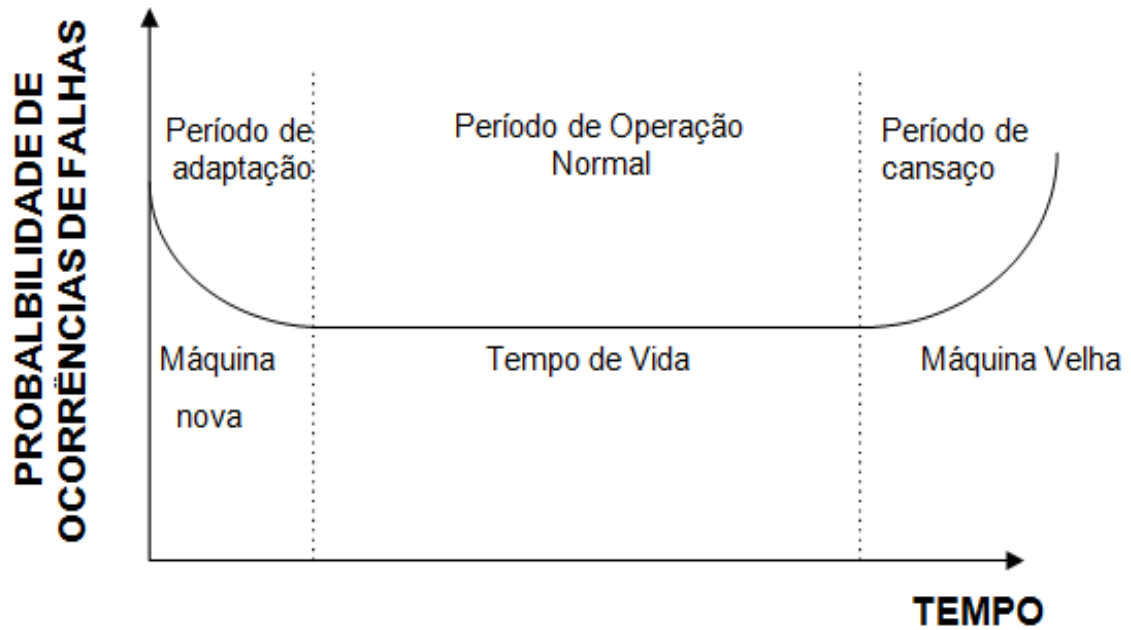 PROBALBILIDADE DE
OCORRËNCIAS DE FALHAS
Período de
adaptação
Período de Operação
Normal
Período de
cansaço
Máquina
nova
Tempo de Vida
Máquina Velha
TEMPO